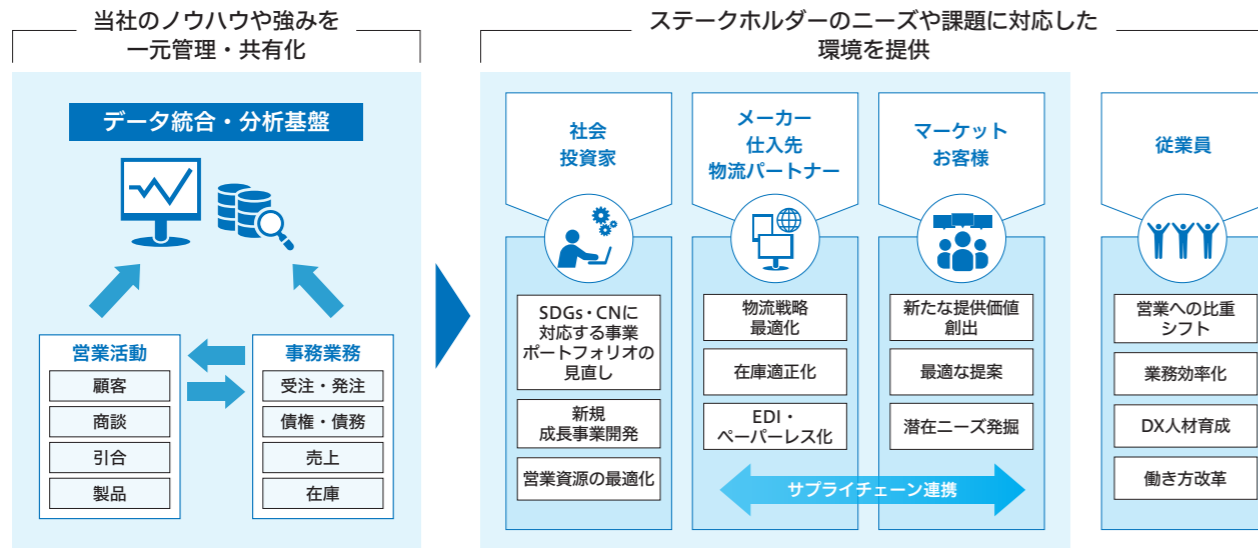 当社のノウハウや強みを
一元管理・共有化
データ統合・分析基盤
営業活動
顧客
商談
引合
製品
事務業務
受注・発注
債権・債務
売上
在庫
ステークホルダーのニーズや課題に対応した
環境を提供
社会
投資家
SDGs・CNに
対応する事業
ポートフォリオの
見直し
新規
成長事業開発
営業資源の最適化
メーカー
仕入先
物流パートナー
物流戦略
最適化
在庫適正化
EDI・
ペーパーレス化
マーケット
お客様
新たな提供価値
創出
最適な提案
潜在ニーズ発掘
サプライチェーン連携
従業員
営業への比重
シフト
業務効率化
DX人材育成
働き方改革